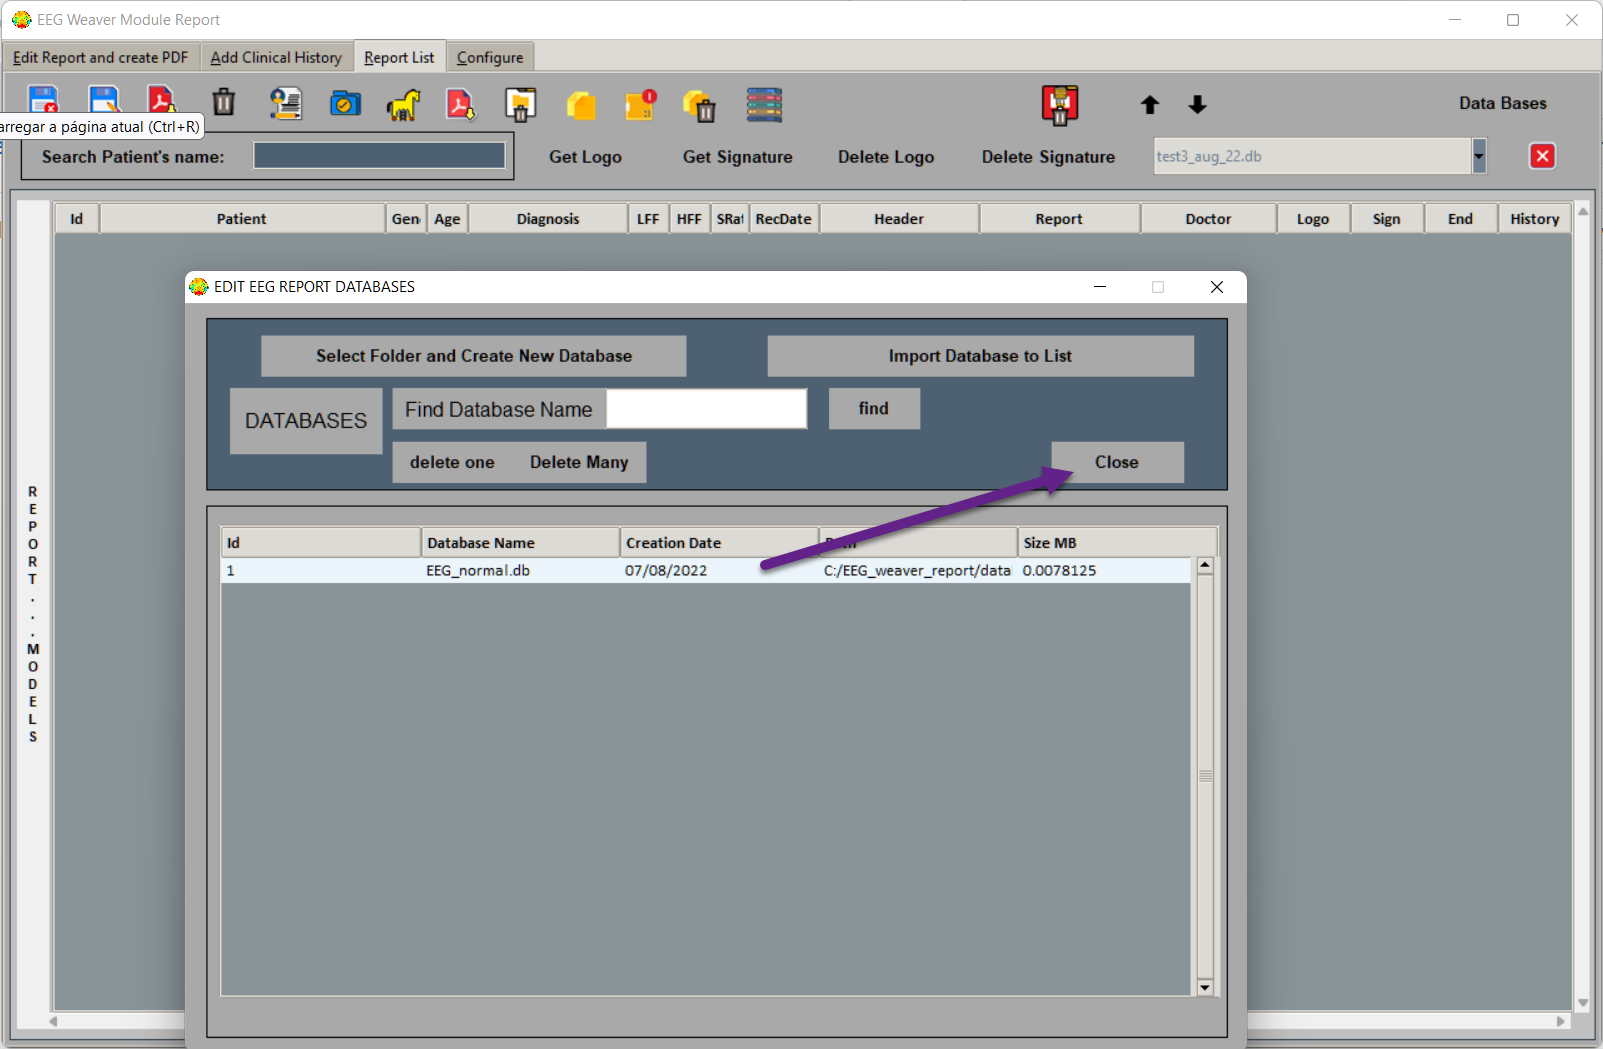 EEG Weaver Module Report
Edit Report and create PDF Add Clinical History Report List Configure
arregar a página atual (Ctrl+R)
Data Bases
Search Patient's name: Get Logo Get Signature Delete Logo Delete Signature test3_aug_22.db
Id Patient Gen Age Diagnosis LFF HFF SRat RecDate Header Report Doctor Logo Sign End History
REPORT...MODELS
EDIT EEG REPORT DATABASES
Select Folder and Create New Database Import Database to List
DATABASES Find Database Name find
delete one Delete Many Close
Id Database Name Creation Date Size MB
1 EEG_normal.db 07/08/2022 C:/EEG_weaver_report/data 0.0078125